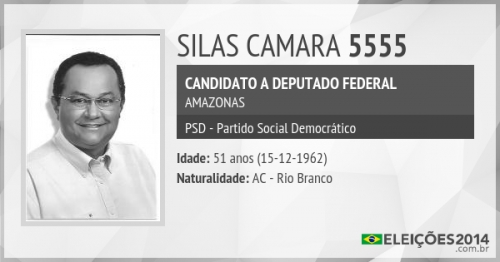 SILAS CAMARA 5555
CANDIDATO A DEPUTADO FEDERAL
AMAZONAS
PSD - Partido Social Democrático
Idade: 51 anos (15-12-1962)
Naturalidade: AC - Rio Branco
ELEIÇÕES2014
.com.br